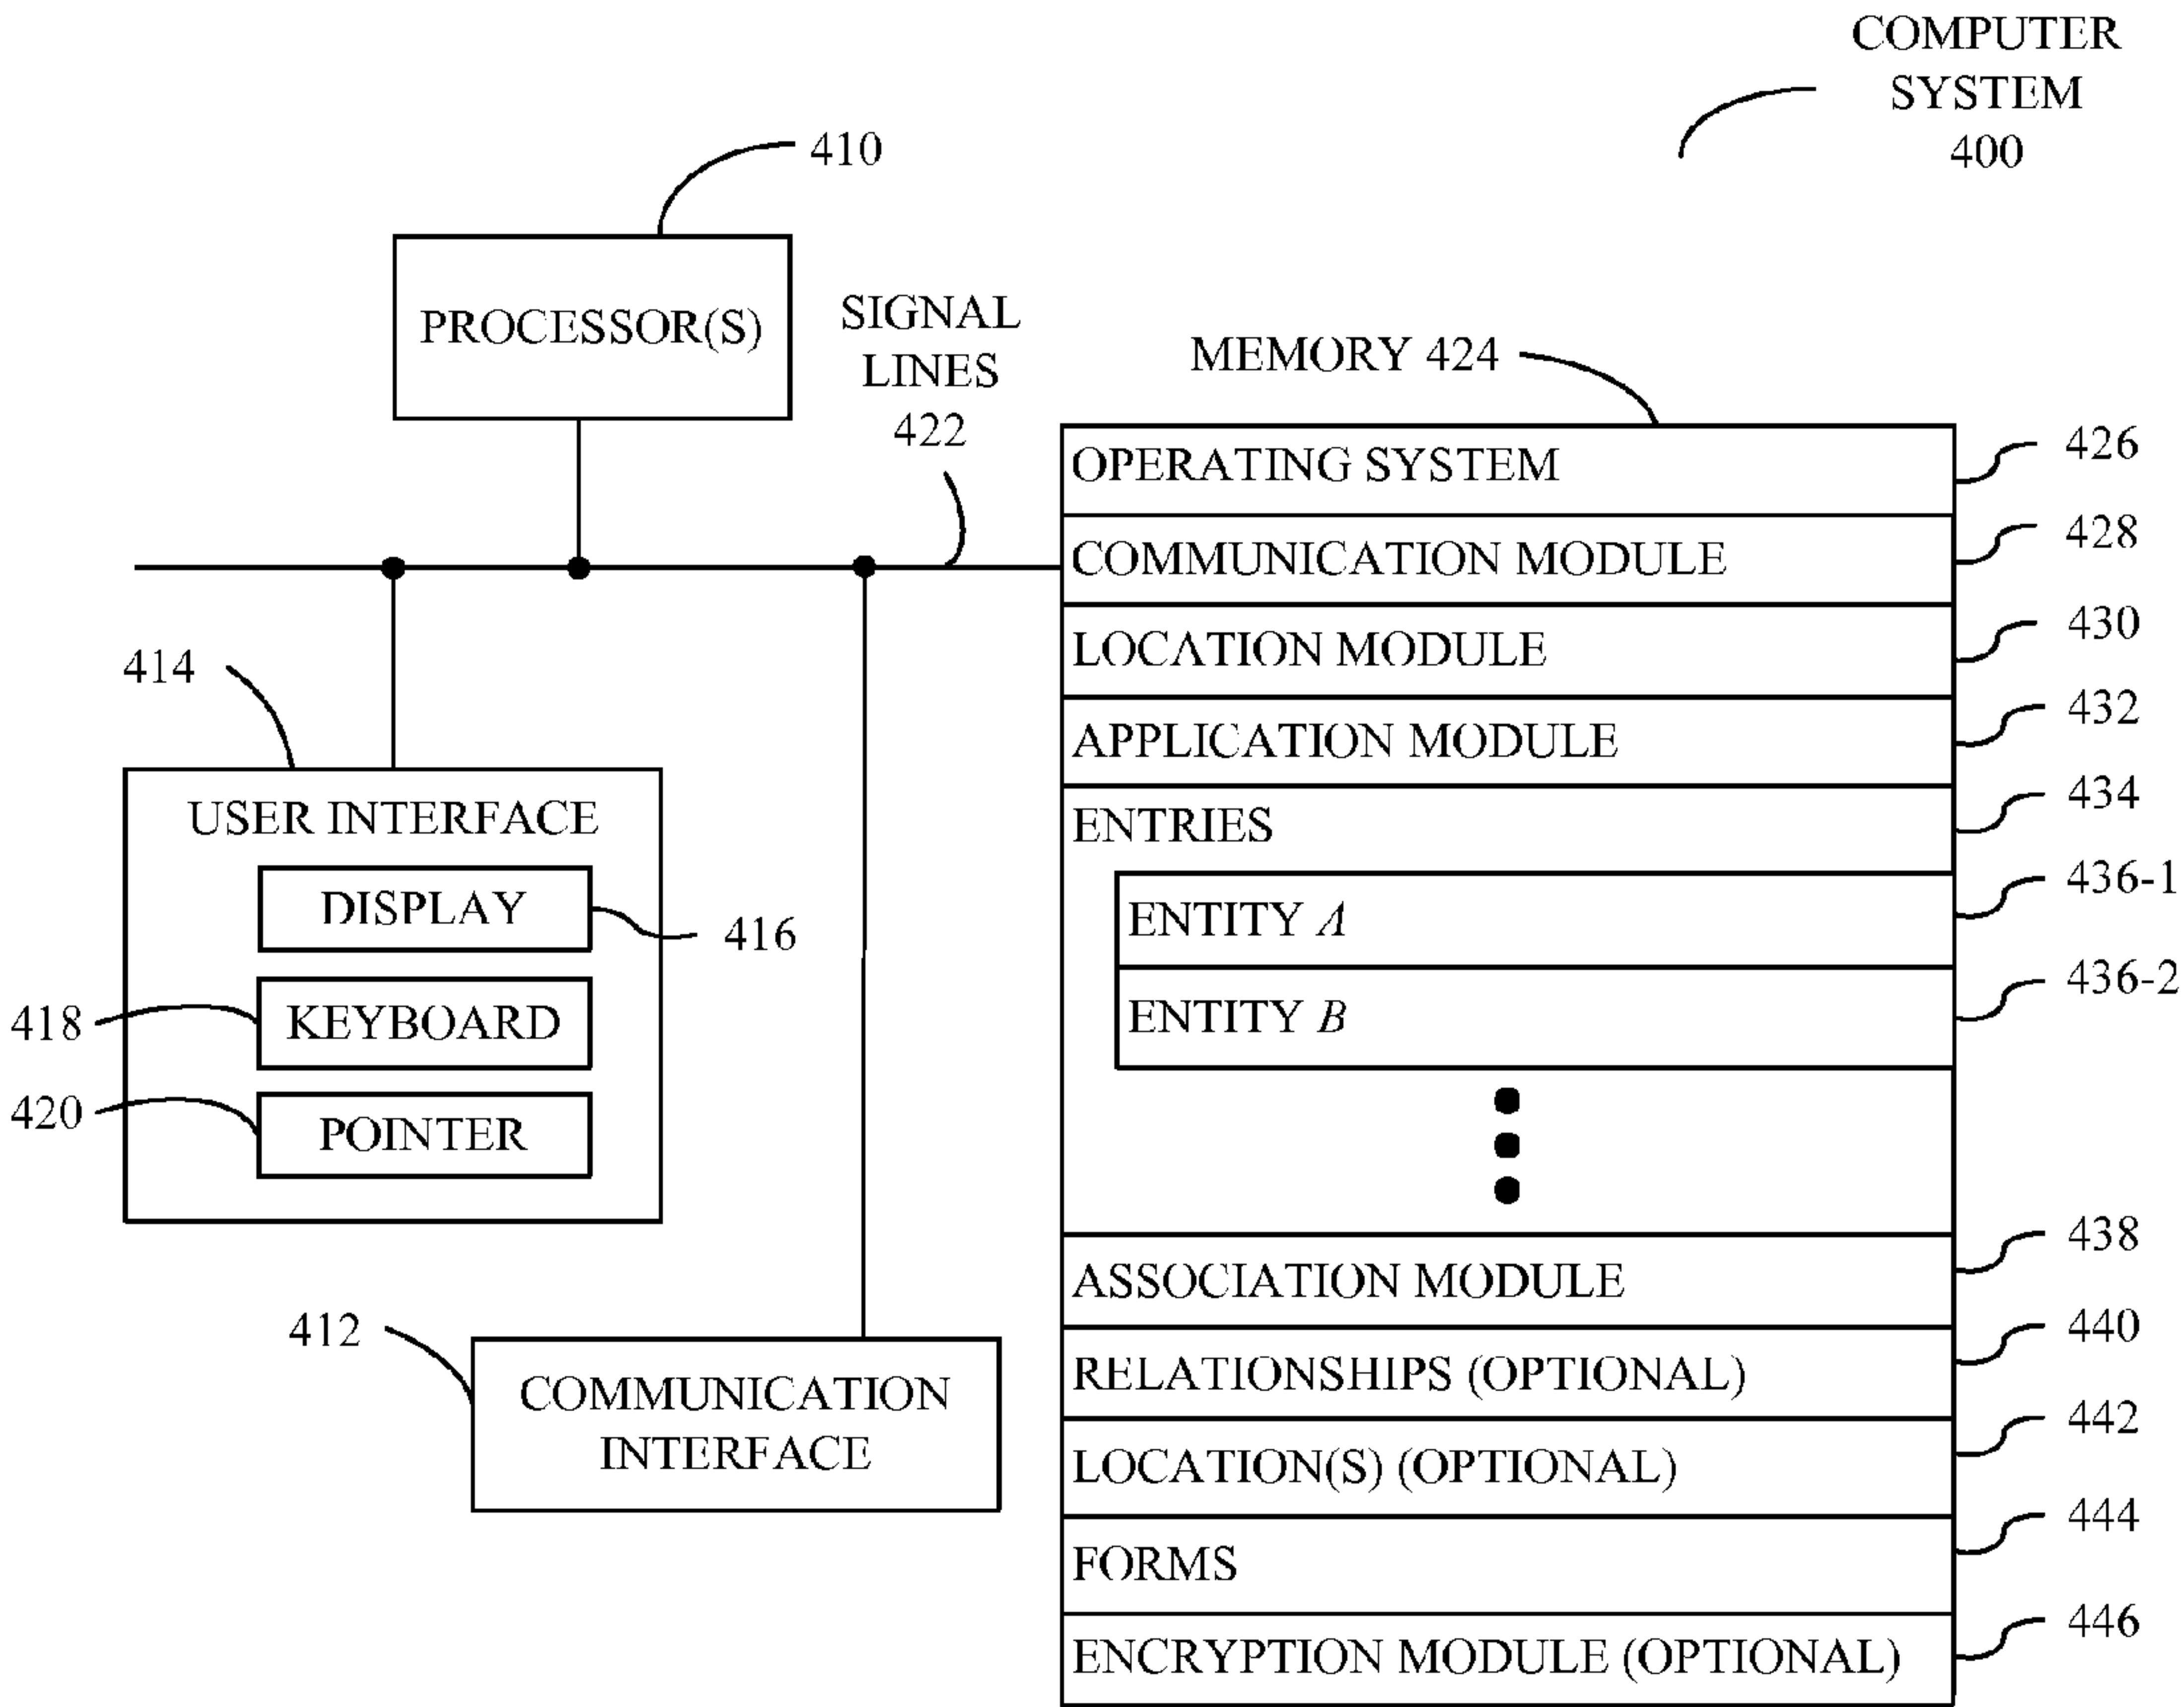 COMPUTER
SYSTEM
400
410
PROCESSOR(S)
SIGNAL
LINES
422
MEMORY 424
OPERATING SYSTEM
426
COMMUNICATION MODULE
428
LOCATION MODULE
430
APPLICATION MODULE
432
ENTRIES
434
ENTITY A
436-1
ENTITY B
436-2
ASSOCIATION MODULE
438
RELATIONSHIPS (OPTIONAL)
440
LOCATION(S) (OPTIONAL)
442
FORMS
444
ENCRYPTION MODULE (OPTIONAL)
446
414
USER INTERFACE
DISPLAY
416
418
KEYBOARD
420
POINTER
412
COMMUNICATION
INTERFACE